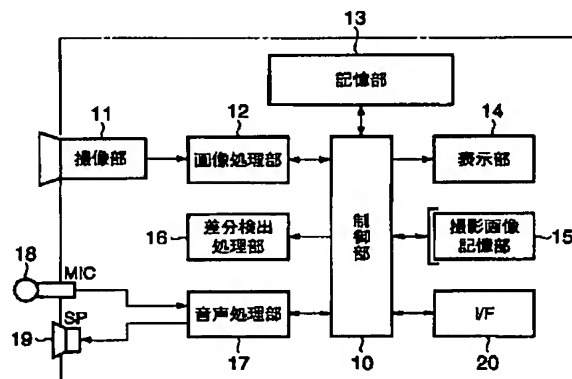 13
記憶部
11
撮像部
12
画像処理部
14
表示部
16
差分検出
処理部
制御部
10
撮影画像
記憶部
15
18
MIC
SP
19
音声処理部
17
I/F
20